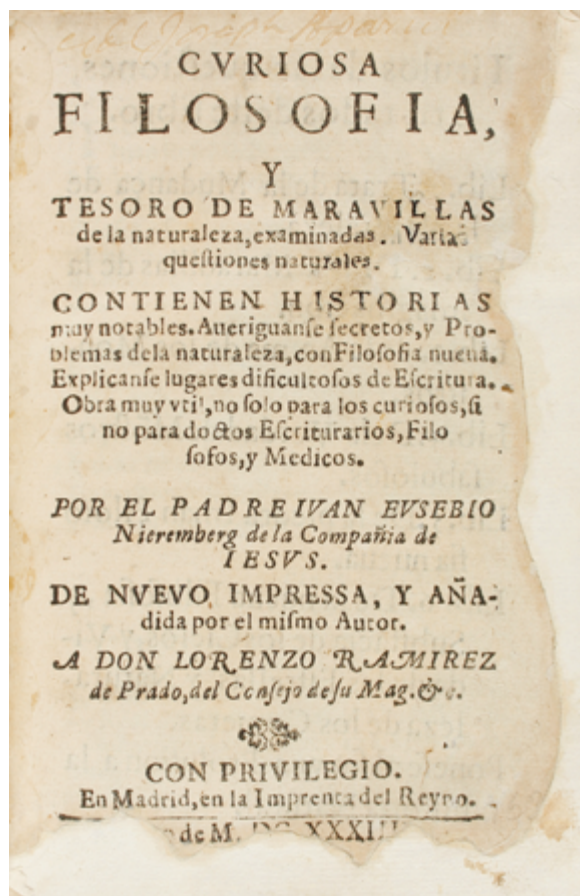 CVRIOSA
FILOSOFIA,
Y
TESORO DE MARAVILLAS
de la naturaleza, examinadas. Varias
queſtiones naturales.
CONTIENEN HISTORIAS
muy notables. Aueriguanſe ſecretos, y Pro-
blemas dela naturaleza, con Filoſofia nueua.
Explicanſe lugares dificultoſos de Eſcritura.
Obra muy vtil, no ſolo para los curioſos, ſi
no para doctos Eſcriturarios, Filo
ſofos, y Medicos.
POR EL PADRE IVAN EVSEBIO
Nieremberg de la Compañia de
IESVS.
DE NVEVO IMPRESSA, Y AÑA-
dida por el miſmo Autor.
A DON LORENZO RAMIREZ
de Prado, del Conſejo de ſu Mag. &c.
CON PRIVILEGIO.
En Madrid, en la Imprenta del Reyno.
de M.